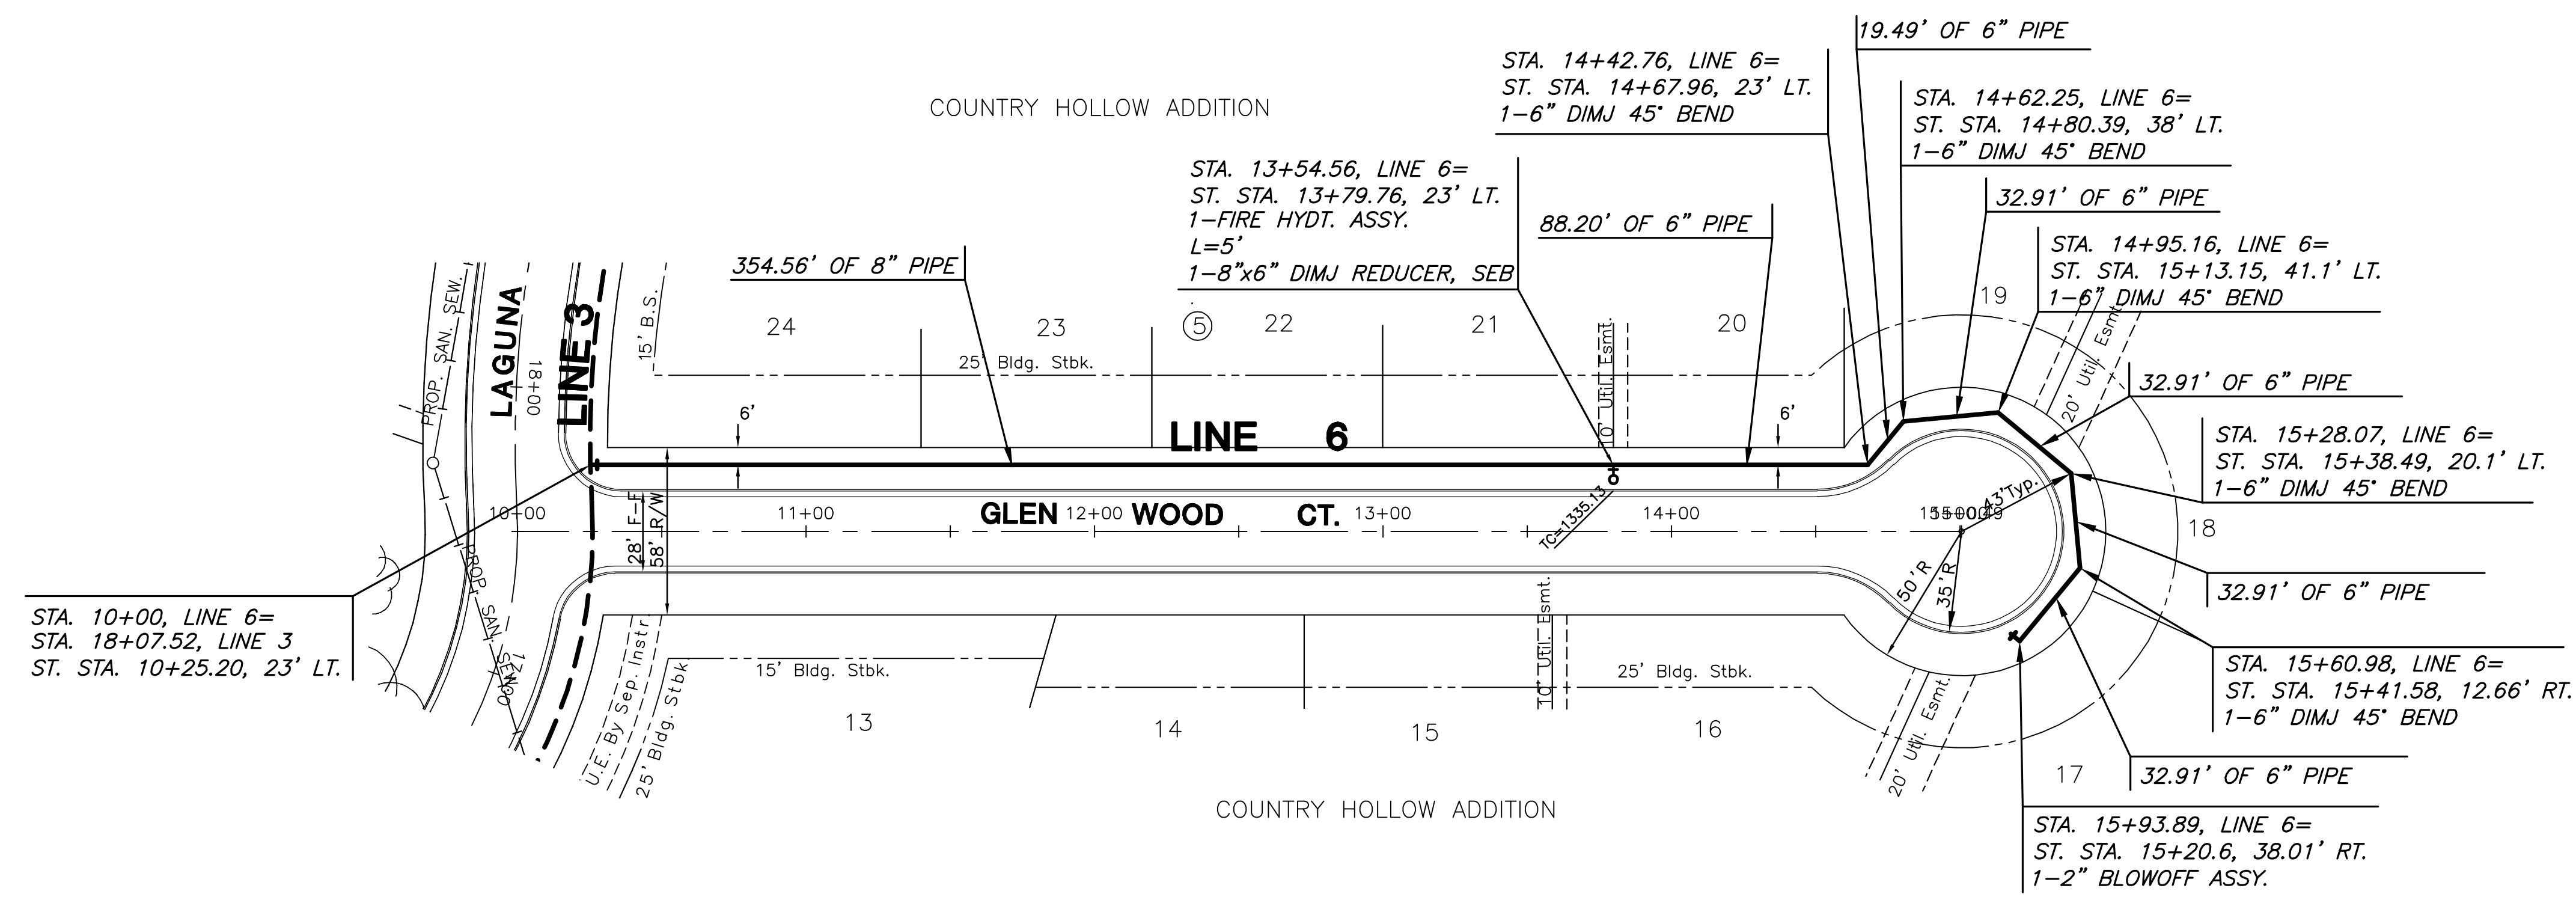 19.49' OF 6" PIPE
STA. 14+42.76, LINE 6=
ST. STA. 14+67.96, 23' LT.
1-6" DIMJ 45° BEND
STA. 14+62.25, LINE 6=
ST. STA. 14+80.39, 38' LT.
1-6" DIMJ 45° BEND
COUNTRY HOLLOW ADDITION
STA. 13+54.56, LINE 6=
ST. STA. 13+79.76, 23' LT.
1-FIRE HYDT. ASSY.
L=5'
1-8"x6" DIMJ REDUCER, SEB
88.20' OF 6" PIPE
32.91' OF 6" PIPE
STA. 14+95.16, LINE 6=
ST. STA. 15+13.15, 41.1' LT.
1-6" DIMJ 45° BEND
354.56' OF 8" PIPE
PROP. SAN. SEW.
LAGUNA
18+00
LINE 3
15' B.S.
24
23
5
22
21
20
19
25' Bldg. Stbk.
10' Util. Esmt.
20' Util. Esmt.
32.91' OF 6" PIPE
6'
LINE 6
6'
STA. 15+28.07, LINE 6=
ST. STA. 15+38.49, 20.1' LT.
1-6" DIMJ 45° BEND
10+00
28' F-F
58' R/W
11+00
GLEN WOOD CT.
12+00
13+00
TC=1335.13
14+00
15+00
15+00.49
43' Typ.
18
50'R
35'R
32.91' OF 6" PIPE
STA. 10+00, LINE 6=
STA. 18+07.52, LINE 3
ST. STA. 10+25.20, 23' LT.
PROP. SAN. SEW.
17+00
U.E. By Sep. Instr.
25' Bldg. Stbk.
15' Bldg. Stbk.
10' Util. Esmt.
25' Bldg. Stbk.
20' Util. Esmt.
13
14
15
16
17
STA. 15+60.98, LINE 6=
ST. STA. 15+41.58, 12.66' RT.
1-6" DIMJ 45° BEND
32.91' OF 6" PIPE
COUNTRY HOLLOW ADDITION
STA. 15+93.89, LINE 6=
ST. STA. 15+20.6, 38.01' RT.
1-2" BLOWOFF ASSY.